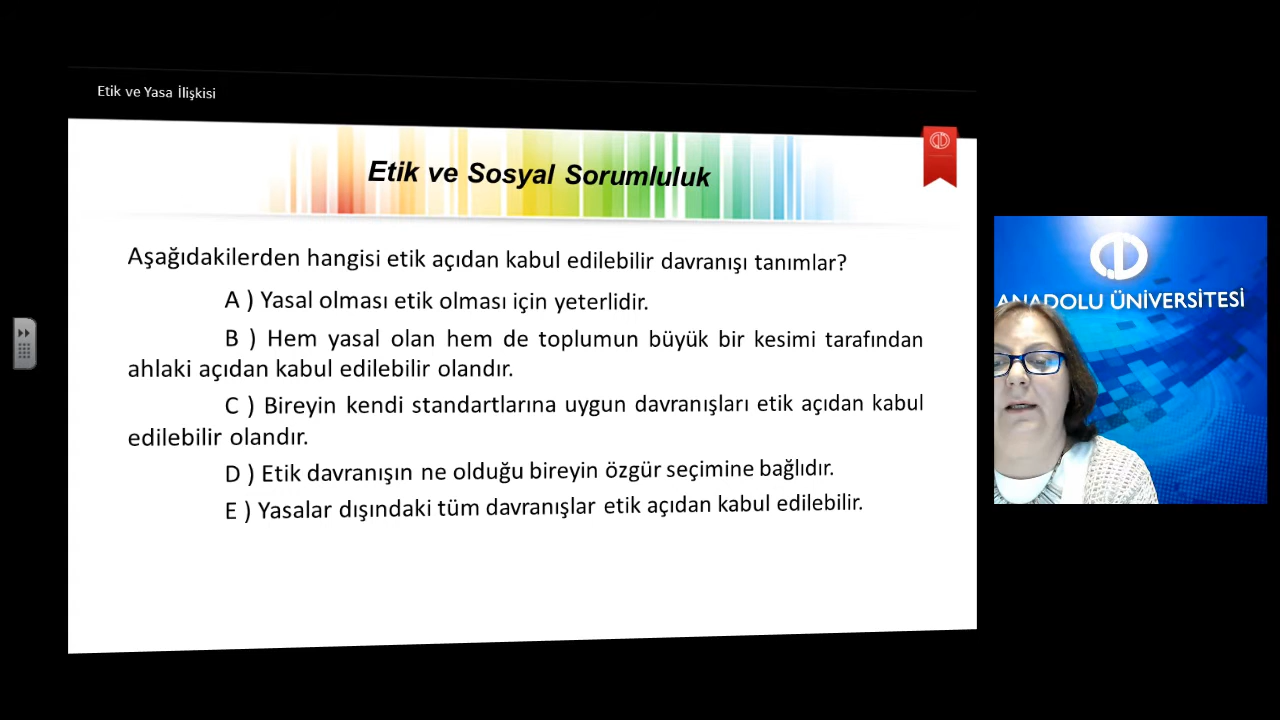 Etik ve Yasa İlişkisi
Etik ve Sosyal Sorumluluk
Aşağıdakilerden hangisi etik açıdan kabul edilebilir davranışı tanımlar?
A ) Yasal olması etik olması için yeterlidir.
B ) Hem yasal olan hem de toplumun büyük bir kesimi tarafından
ahlaki açıdan kabul edilebilir olandır.
C ) Bireyin kendi standartlarına uygun davranışları etik açıdan kabul
edilebilir olandır.
D ) Etik davranışın ne olduğu bireyin özgür seçimine bağlıdır.
E ) Yasalar dışındaki tüm davranışlar etik açıdan kabul edilebilir.
ANADOLU ÜNİVERSİTESİ